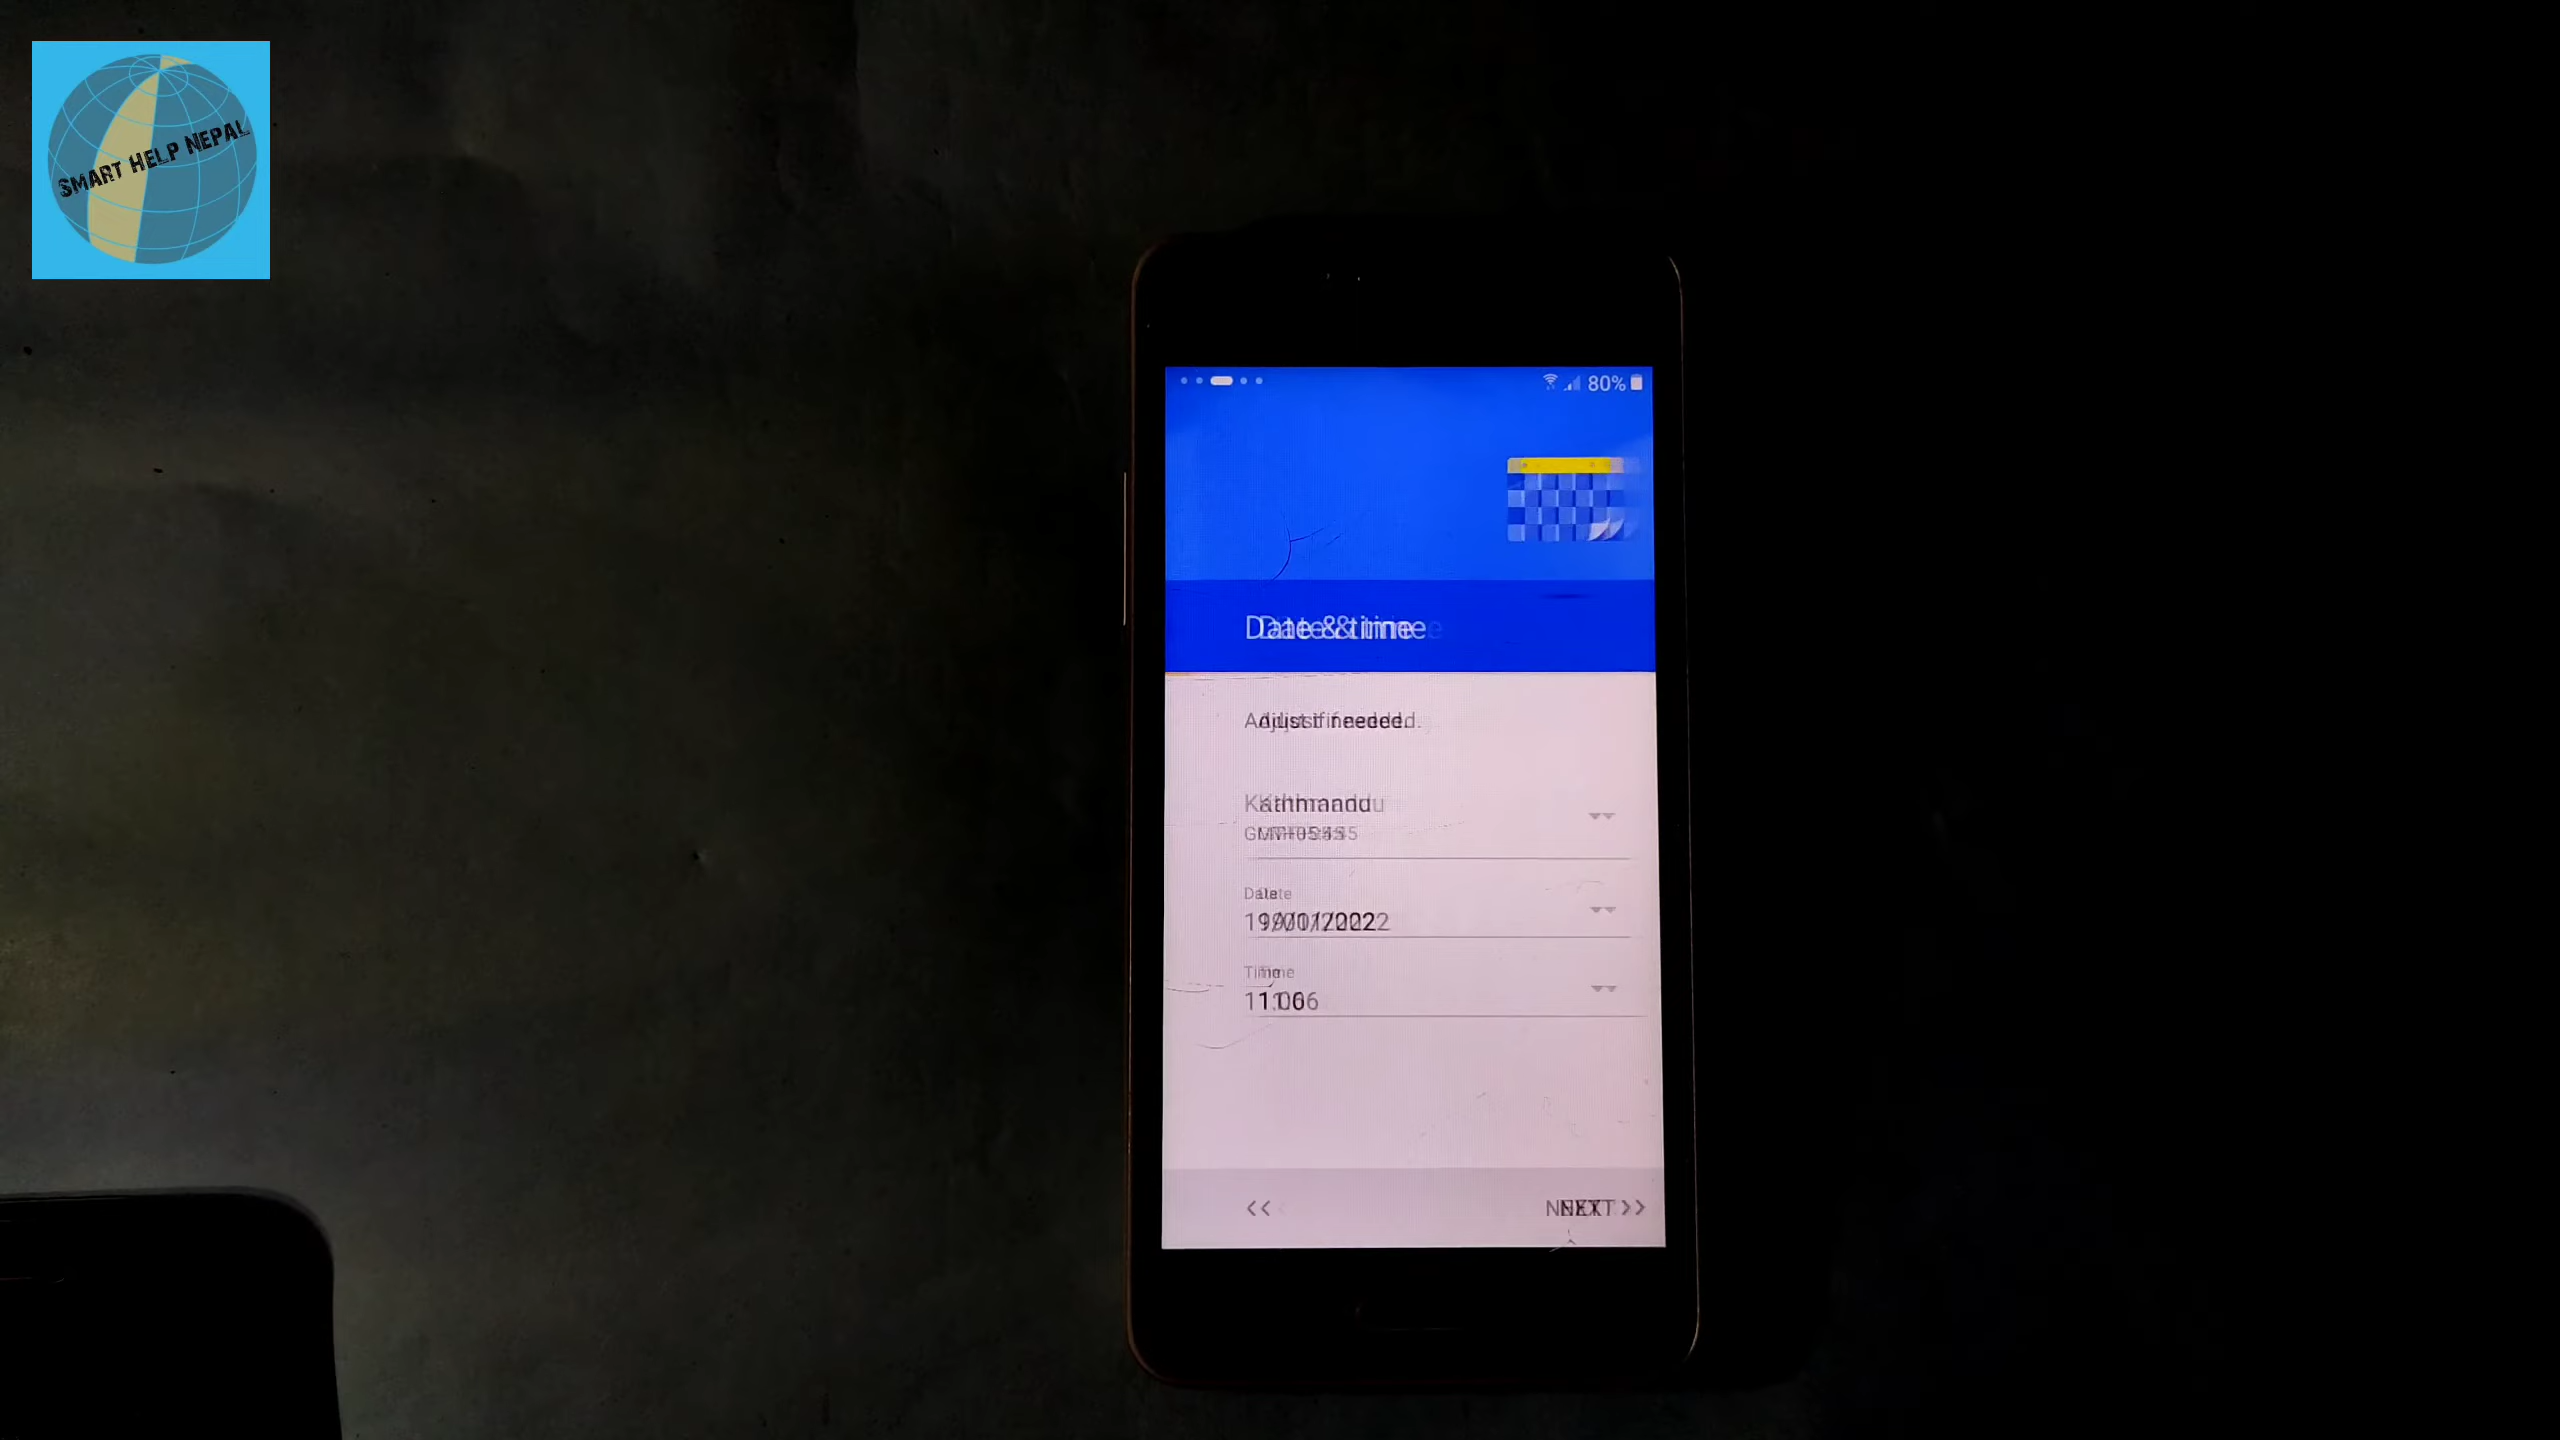 SMART HELP NEPAL
80%
Date & time
Adjust if needed.
Kathmandu
GMT+05:45
Date
19/01/2022
Time
11:06
<< NEXT >>